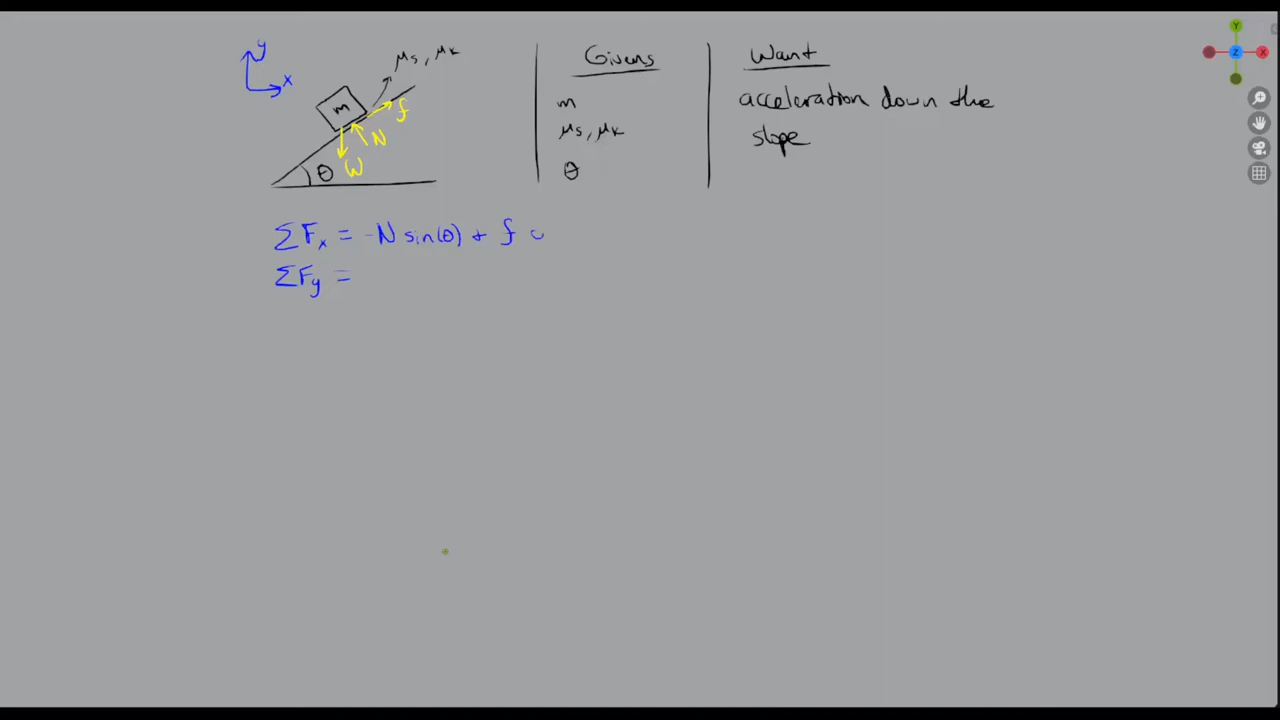 y
x
μs, μk
m
f
N
W
θ
Givens
m
μs, μk
θ
Want
acceleration down the
slope
ΣFx = -N sin(θ) + f c
ΣFy =
Y
X
Z